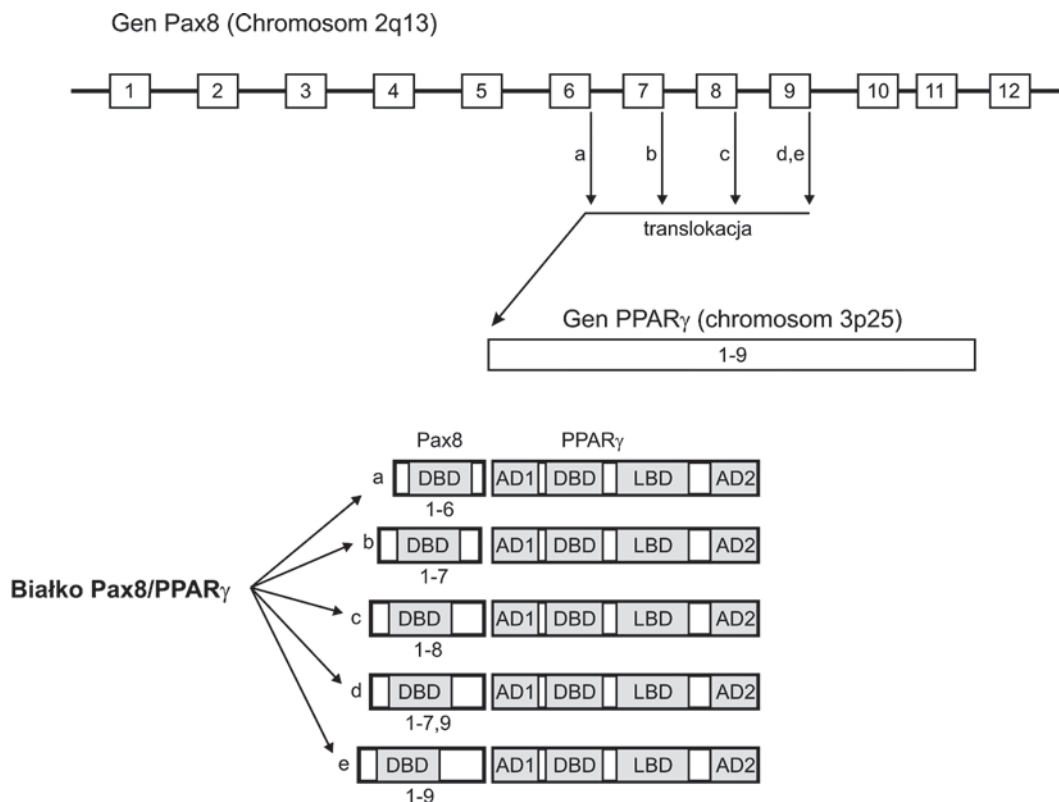 Gen Pax8 (Chromosom 2q13)
1 2 3 4 5 6 7 8 9 10 11 12
a b c d,e
translokacja
Gen PPARγ (chromosom 3p25)
1-9
Pax8 PPARγ
a DBD AD1 DBD LBD AD2
1-6
b DBD AD1 DBD LBD AD2
1-7
Białko Pax8/PPARγ
c DBD AD1 DBD LBD AD2
1-8
d DBD AD1 DBD LBD AD2
1-7,9
e DBD AD1 DBD LBD AD2
1-9